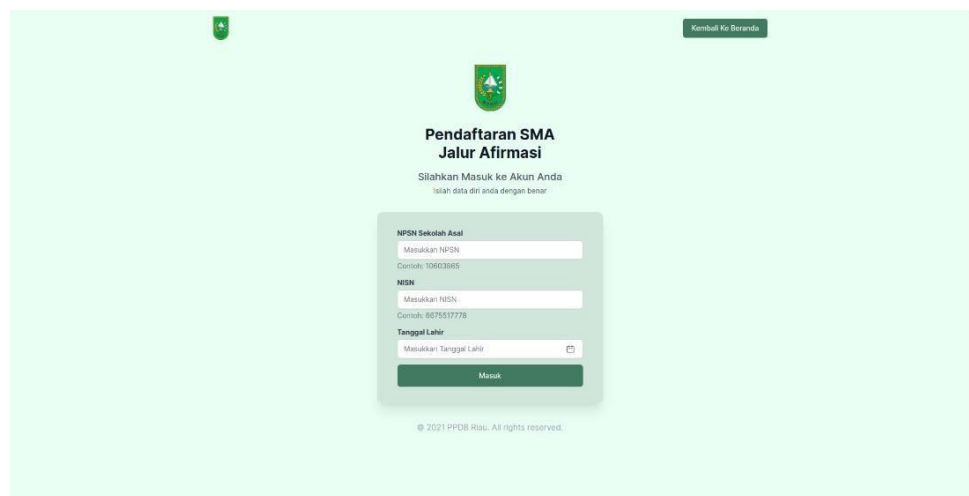 Kembali Ke Beranda
Pendaftaran SMA
Jalur Afirmasi
Silahkan Masuk ke Akun Anda
Isilah data diri anda dengan benar
NPSN Sekolah Asal
Masukkan NPSN
Contoh: 10603865
NISN
Masukkan NISN
Contoh: 6675517778
Tanggal Lahir
Masukkan Tanggal Lahir
Masuk
© 2021 PPDB Riau. All rights reserved.